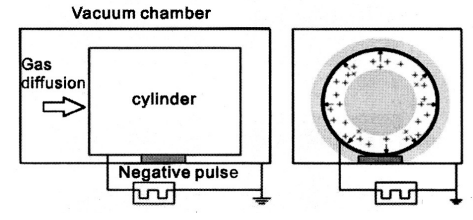 Vacuum chamber
Gas
diffusion
cylinder
Negative pulse